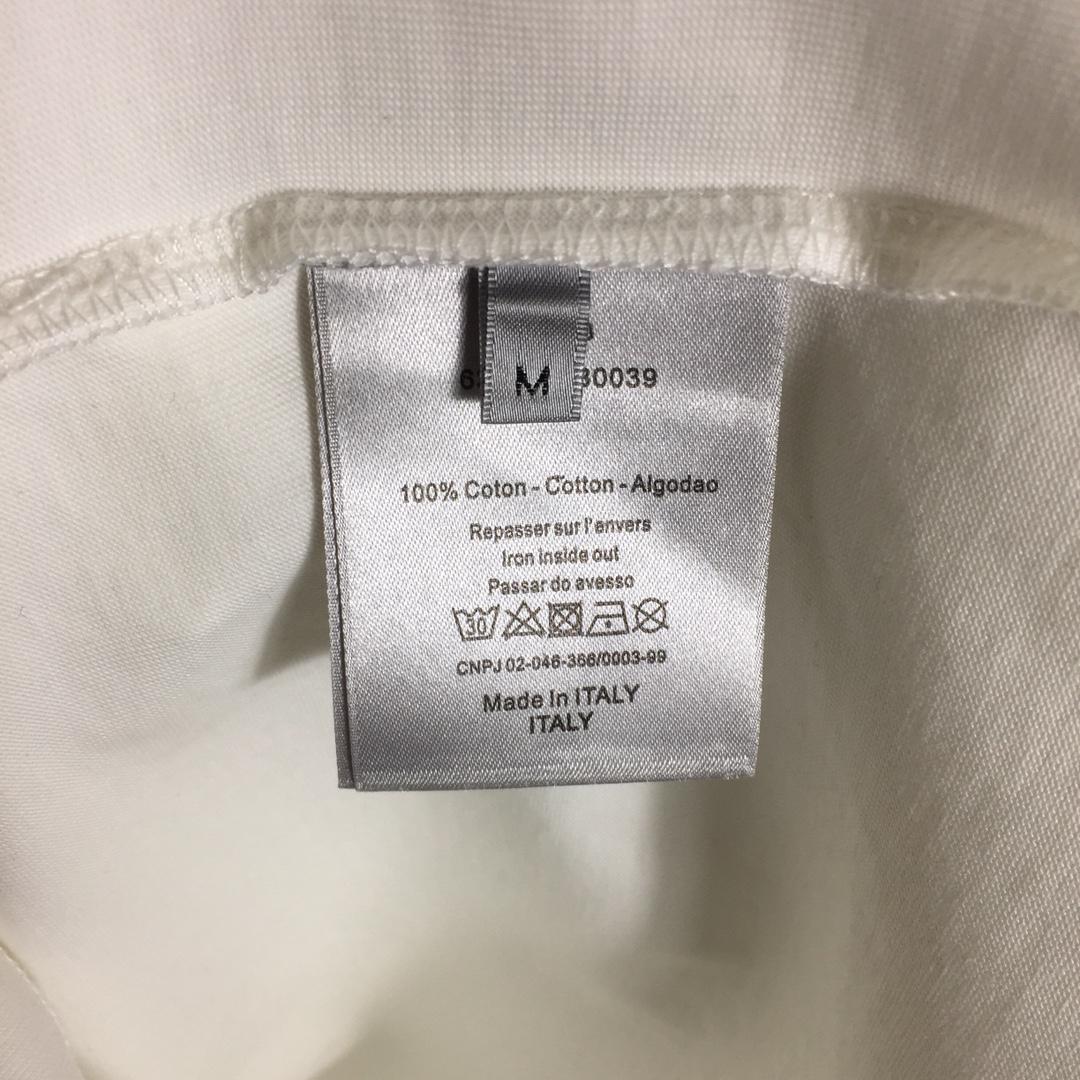 M
30039
100% Coton - Cotton - Algodao
Repasser sur l'envers
Iron inside out
Passar do avesso
30
CNPJ 02-046-366/0003-99
Made In ITALY
ITALY